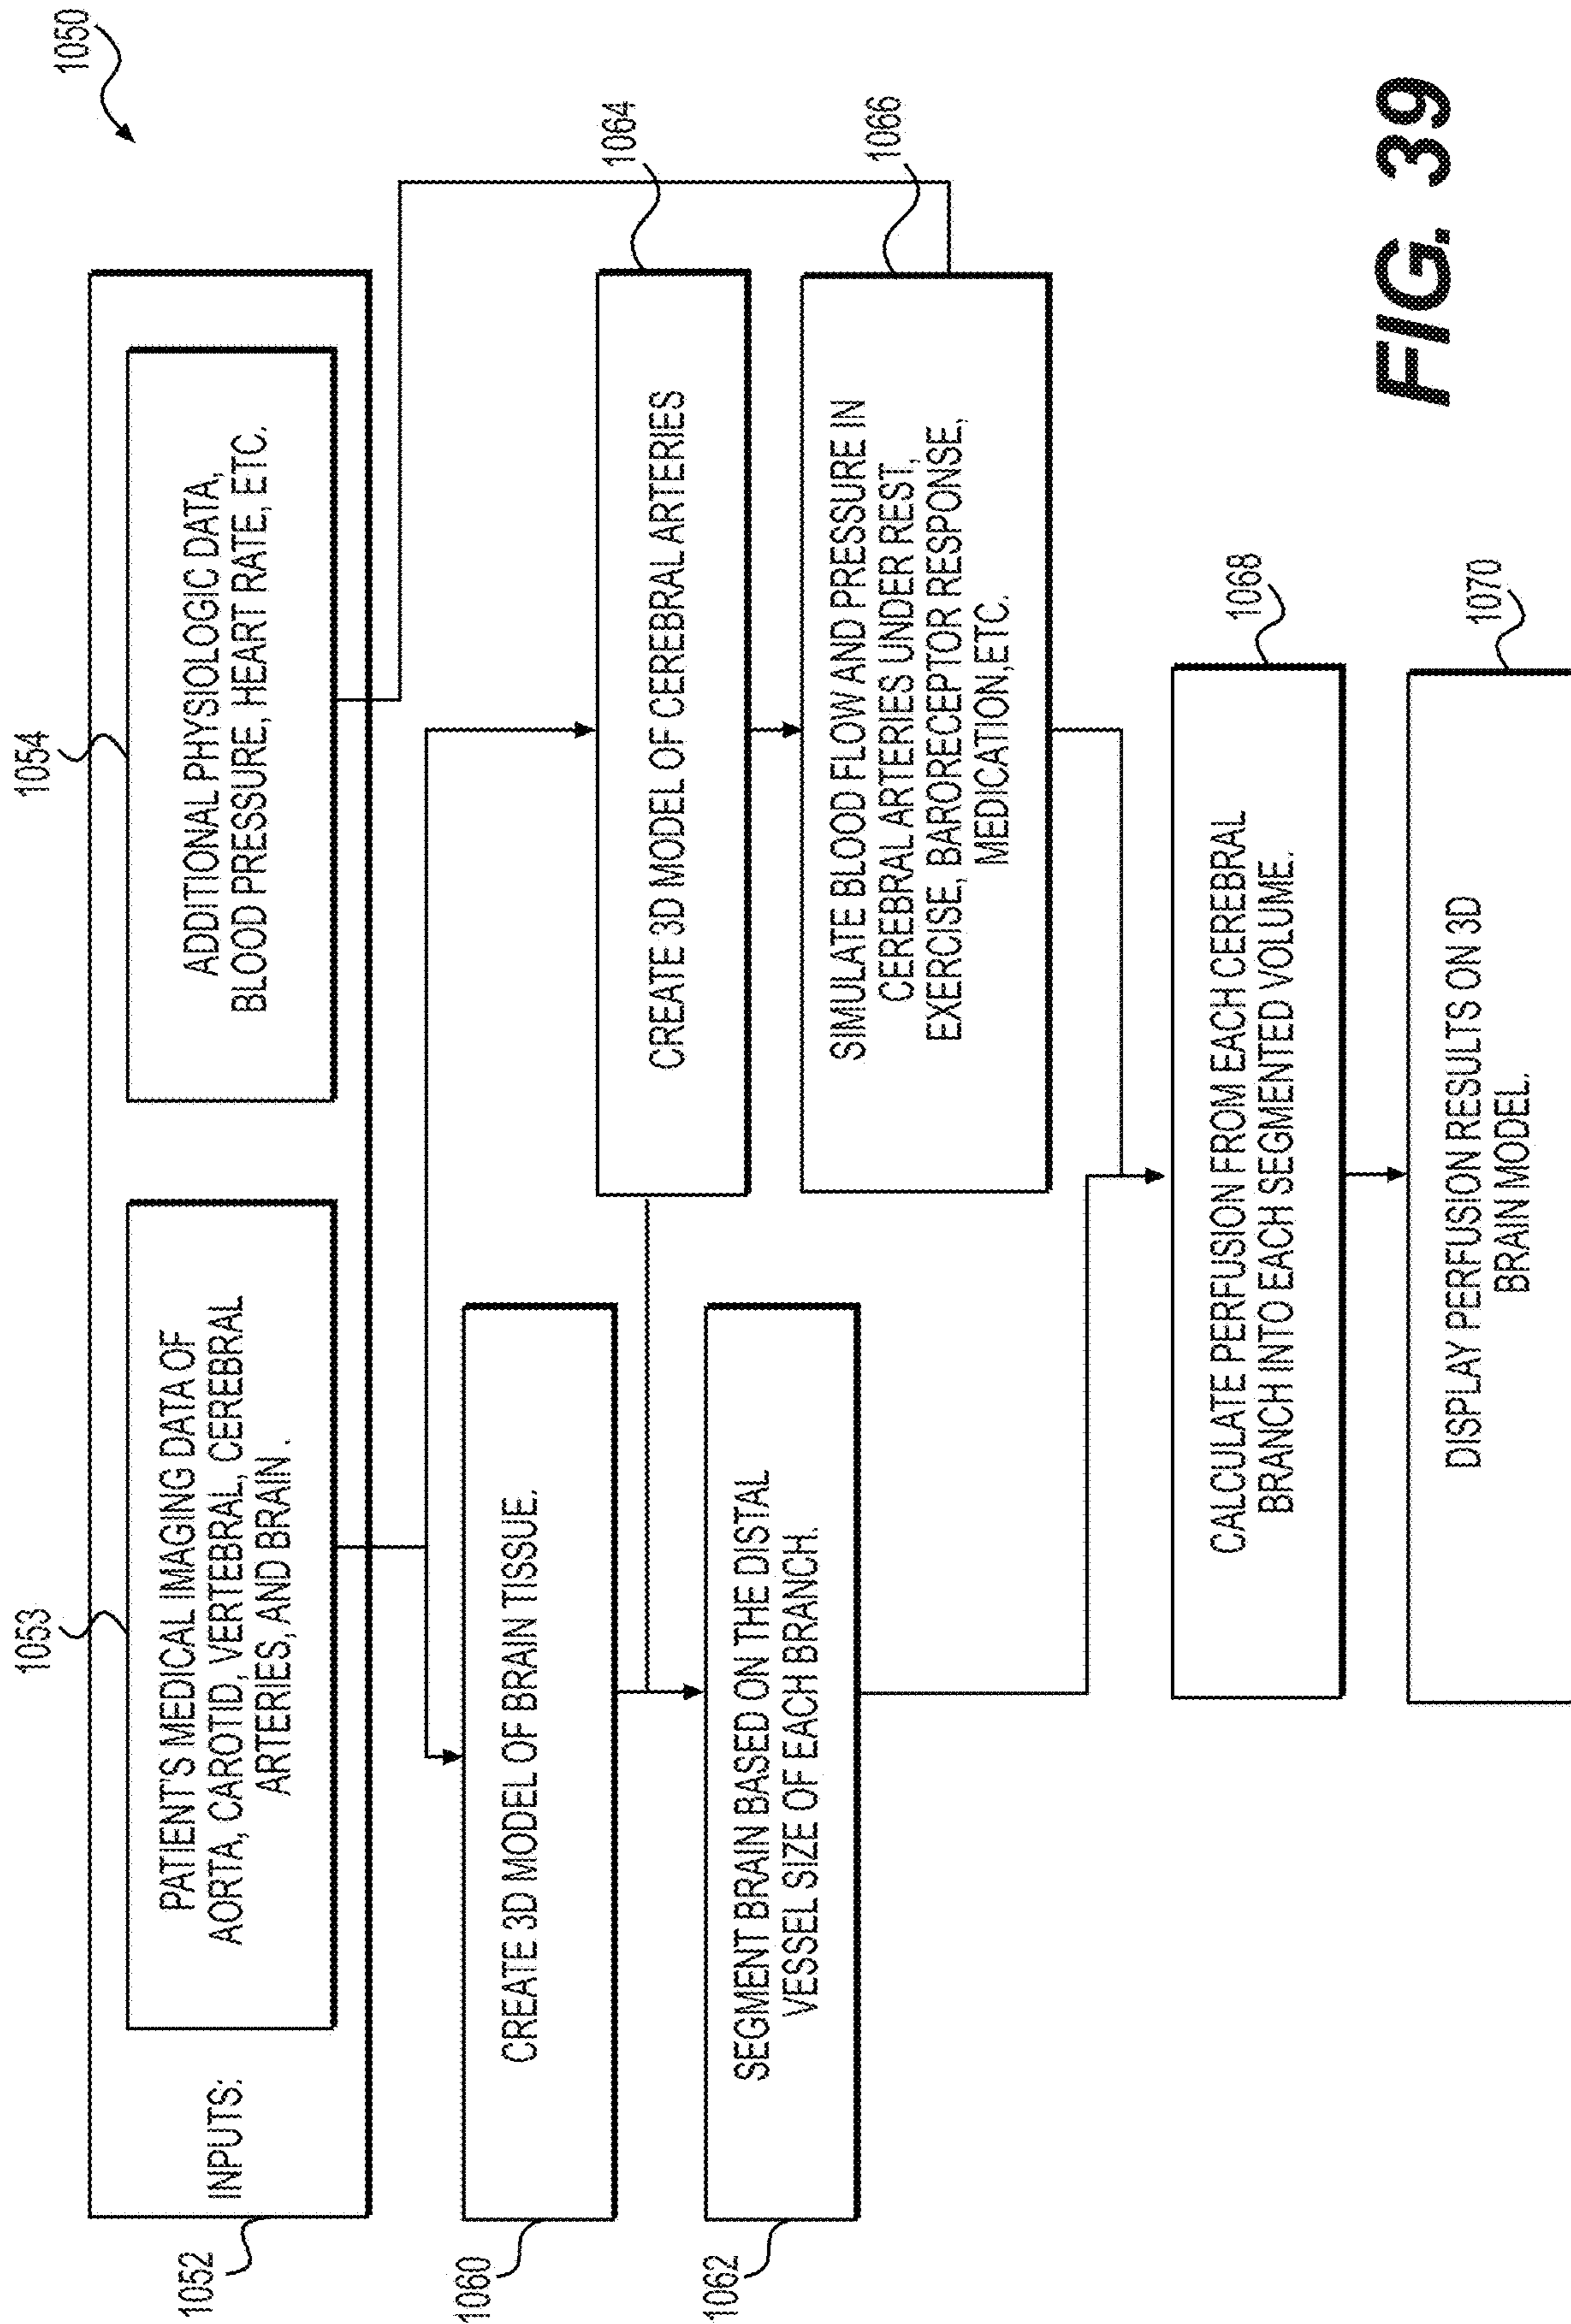 1050
1052
INPUTS:
1053
PATIENT'S MEDICAL IMAGING DATA OF
AORTA, CAROTID, VERTEBRAL, CEREBRAL
ARTERIES, AND BRAIN .
1054
ADDITIONAL PHYSIOLOGIC DATA,
BLOOD PRESSURE, HEART RATE, ETC.
1060
CREATE 3D MODEL OF BRAIN TISSUE.
1064
CREATE 3D MODEL OF CEREBRAL ARTERIES
1062
SEGMENT BRAIN BASED ON THE DISTAL
VESSEL SIZE OF EACH BRANCH.
1066
SIMULATE BLOOD FLOW AND PRESSURE IN
CEREBRAL ARTERIES UNDER REST,
EXERCISE, BARORECEPTOR RESPONSE,
MEDICATION,ETC.
1068
CALCULATE PERFUSION FROM EACH CEREBRAL
BRANCH INTO EACH SEGMENTED VOLUME.
1070
DISPLAY PERFUSION RESULTS ON 3D
BRAIN MODEL.
FIG. 39